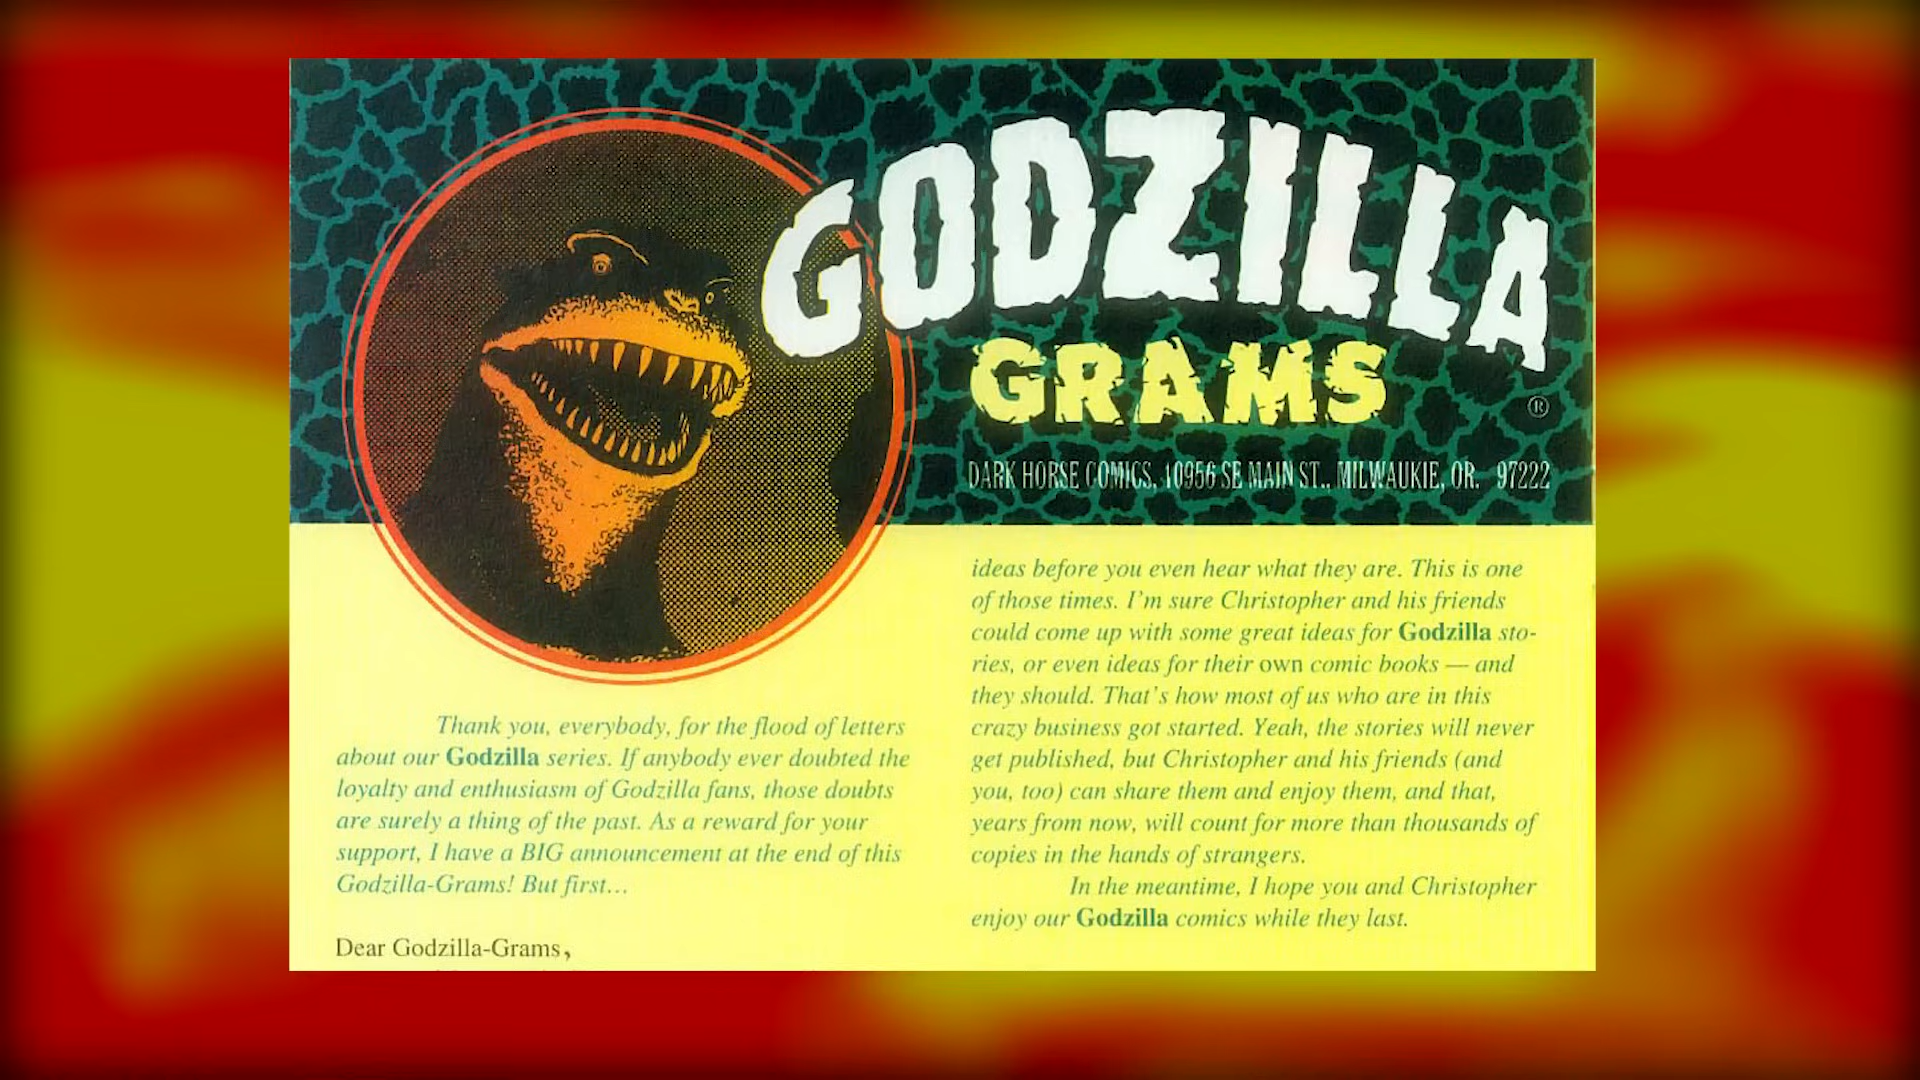 GODZILLA
GRAMS
®
DARK HORSE COMICS, 10956 SE MAIN ST., MILWAUKIE, OR. 97222
Thank you, everybody, for the flood of letters
about our Godzilla series. If anybody ever doubted the
loyalty and enthusiasm of Godzilla fans, those doubts
are surely a thing of the past. As a reward for your
support, I have a BIG announcement at the end of this
Godzilla-Grams! But first…
Dear Godzilla-Grams,
ideas before you even hear what they are. This is one
of those times. I'm sure Christopher and his friends
could come up with some great ideas for Godzilla sto-
ries, or even ideas for their own comic books — and
they should. That's how most of us who are in this
crazy business got started. Yeah, the stories will never
get published, but Christopher and his friends (and
you, too) can share them and enjoy them, and that,
years from now, will count for more than thousands of
copies in the hands of strangers.
In the meantime, I hope you and Christopher
enjoy our Godzilla comics while they last.